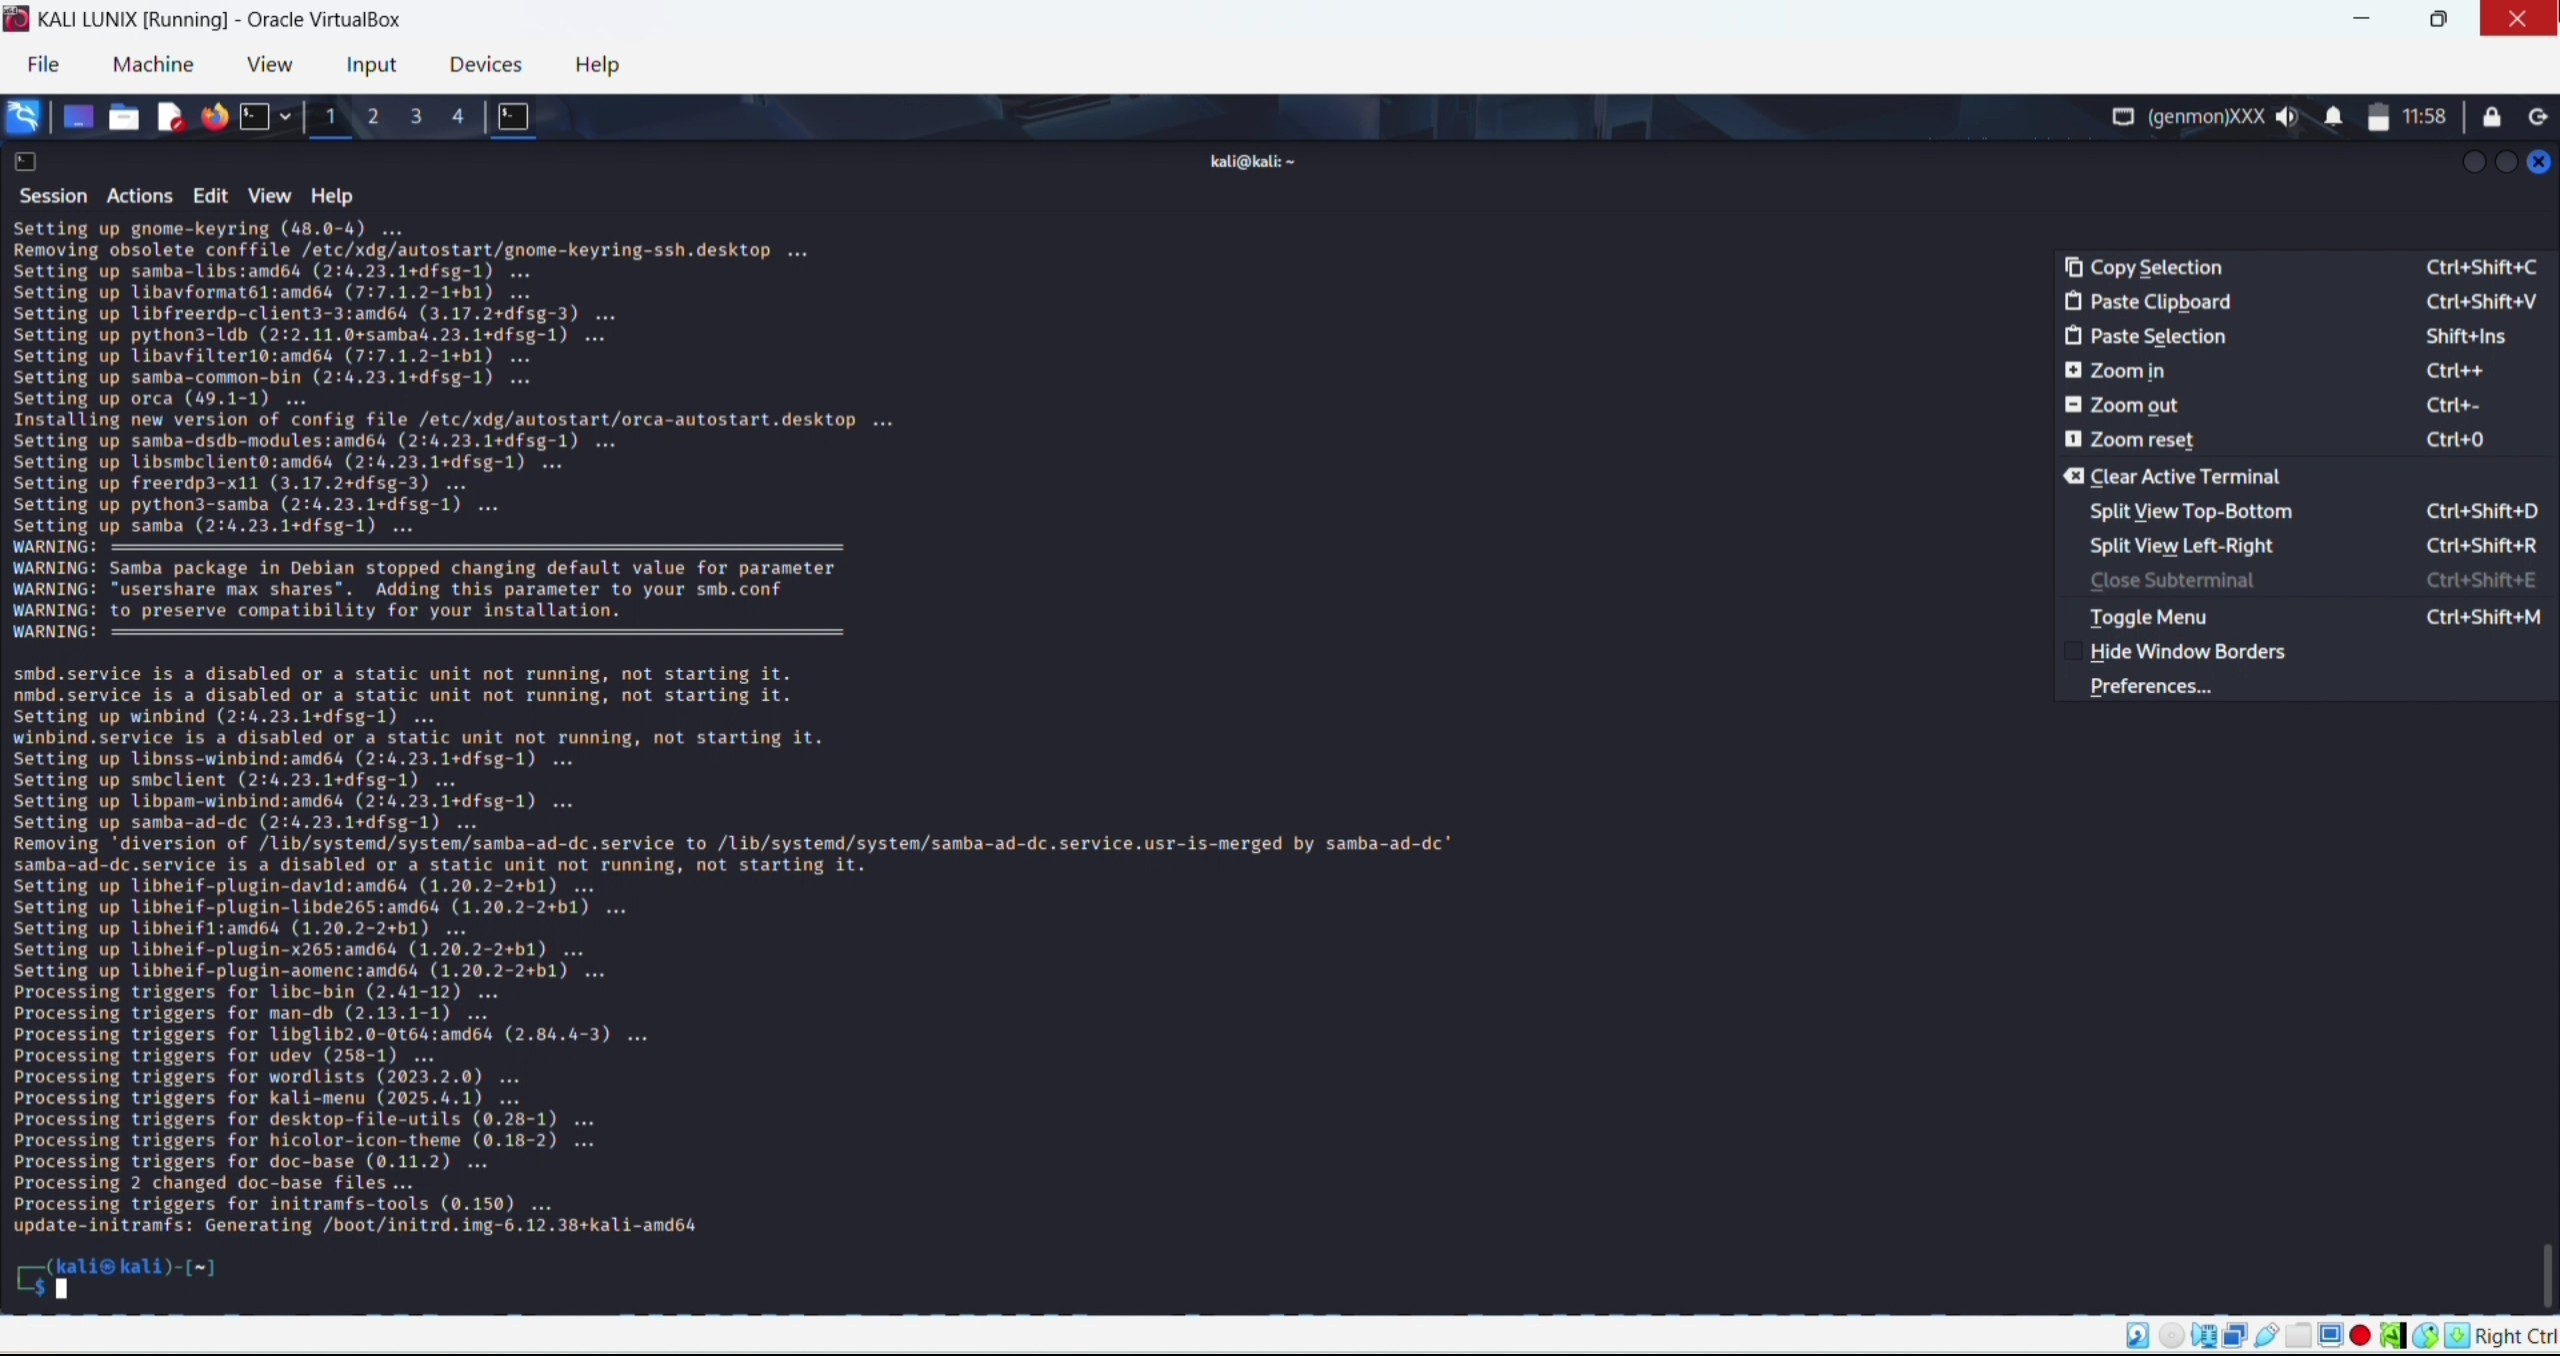 KALI LUNIX [Running] - Oracle VirtualBox
File Machine View Input Devices Help
1 2 3 4 (genmon)XXX 11:58
kali@kali: ~
Session Actions Edit View Help
Setting up gnome-keyring (48.0-4) ...
Removing obsolete conffile /etc/xdg/autostart/gnome-keyring-ssh.desktop ...
Setting up samba-libs:amd64 (2:4.23.1+dfsg-1) ...
Setting up libavformat61:amd64 (7:7.1.2-1+b1) ...
Setting up libfreerdp-client3-3:amd64 (3.17.2+dfsg-3) ...
Setting up python3-ldb (2:2.11.0+samba4.23.1+dfsg-1) ...
Setting up libavfilter10:amd64 (7:7.1.2-1+b1) ...
Setting up samba-common-bin (2:4.23.1+dfsg-1) ...
Setting up orca (49.1-1) ...
Installing new version of config file /etc/xdg/autostart/orca-autostart.desktop ...
Setting up samba-dsdb-modules:amd64 (2:4.23.1+dfsg-1) ...
Setting up libsmbclient0:amd64 (2:4.23.1+dfsg-1) ...
Setting up freerdp3-x11 (3.17.2+dfsg-3) ...
Setting up python3-samba (2:4.23.1+dfsg-1) ...
Setting up samba (2:4.23.1+dfsg-1) ...
WARNING:
WARNING: Samba package in Debian stopped changing default value for parameter
WARNING: "usershare max shares".  Adding this parameter to your smb.conf
WARNING: to preserve compatibility for your installation.
WARNING:
smbd.service is a disabled or a static unit not running, not starting it.
nmbd.service is a disabled or a static unit not running, not starting it.
Setting up winbind (2:4.23.1+dfsg-1) ...
winbind.service is a disabled or a static unit not running, not starting it.
Setting up libnss-winbind:amd64 (2:4.23.1+dfsg-1) ...
Setting up smbclient (2:4.23.1+dfsg-1) ...
Setting up libpam-winbind:amd64 (2:4.23.1+dfsg-1) ...
Setting up samba-ad-dc (2:4.23.1+dfsg-1) ...
Removing 'diversion of /lib/systemd/system/samba-ad-dc.service to /lib/systemd/system/samba-ad-dc.service.usr-is-merged by samba-ad-dc'
samba-ad-dc.service is a disabled or a static unit not running, not starting it.
Setting up libheif-plugin-dav1d:amd64 (1.20.2-2+b1) ...
Setting up libheif-plugin-libde265:amd64 (1.20.2-2+b1) ...
Setting up libheif1:amd64 (1.20.2-2+b1) ...
Setting up libheif-plugin-x265:amd64 (1.20.2-2+b1) ...
Setting up libheif-plugin-aomenc:amd64 (1.20.2-2+b1) ...
Processing triggers for libc-bin (2.41-12) ...
Processing triggers for man-db (2.13.1-1) ...
Processing triggers for libglib2.0-0t64:amd64 (2.84.4-3) ...
Processing triggers for udev (258-1) ...
Processing triggers for wordlists (2023.2.0) ...
Processing triggers for kali-menu (2025.4.1) ...
Processing triggers for desktop-file-utils (0.28-1) ...
Processing triggers for hicolor-icon-theme (0.18-2) ...
Processing triggers for doc-base (0.11.2) ...
Processing 2 changed doc-base files...
Processing triggers for initramfs-tools (0.150) ...
update-initramfs: Generating /boot/initrd.img-6.12.38+kali-amd64
(kali㉿kali)-[~]
$
Copy Selection Ctrl+Shift+C
Paste Clipboard Ctrl+Shift+V
Paste Selection Shift+Ins
Zoom in Ctrl++
Zoom out Ctrl+-
Zoom reset Ctrl+0
Clear Active Terminal
Split View Top-Bottom Ctrl+Shift+D
Split View Left-Right Ctrl+Shift+R
Close Subterminal Ctrl+Shift+E
Toggle Menu Ctrl+Shift+M
Hide Window Borders
Preferences...
Right Ctrl